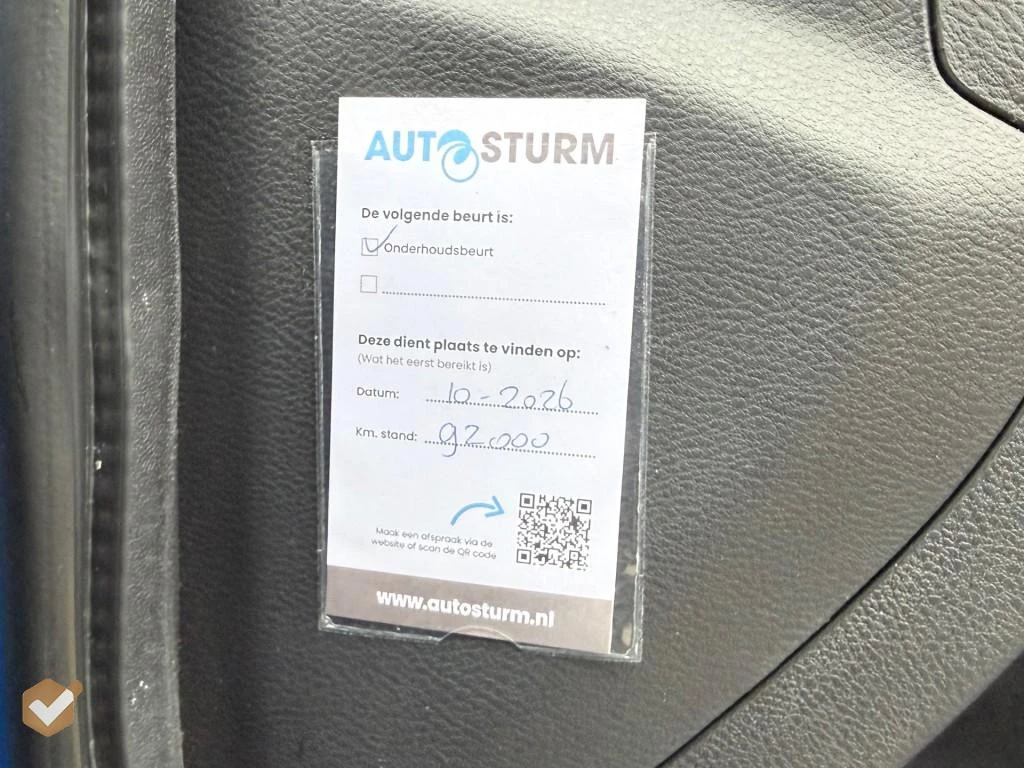 AUTOSTURM
De volgende beurt is:
Onderhoudsbeurt
Deze dient plaats te vinden op:
(Wat het eerst bereikt is)
Datum: 10-2026
Km. stand: 92.000
Maak een afspraak via de
website of scan de QR code
www.autosturm.nl